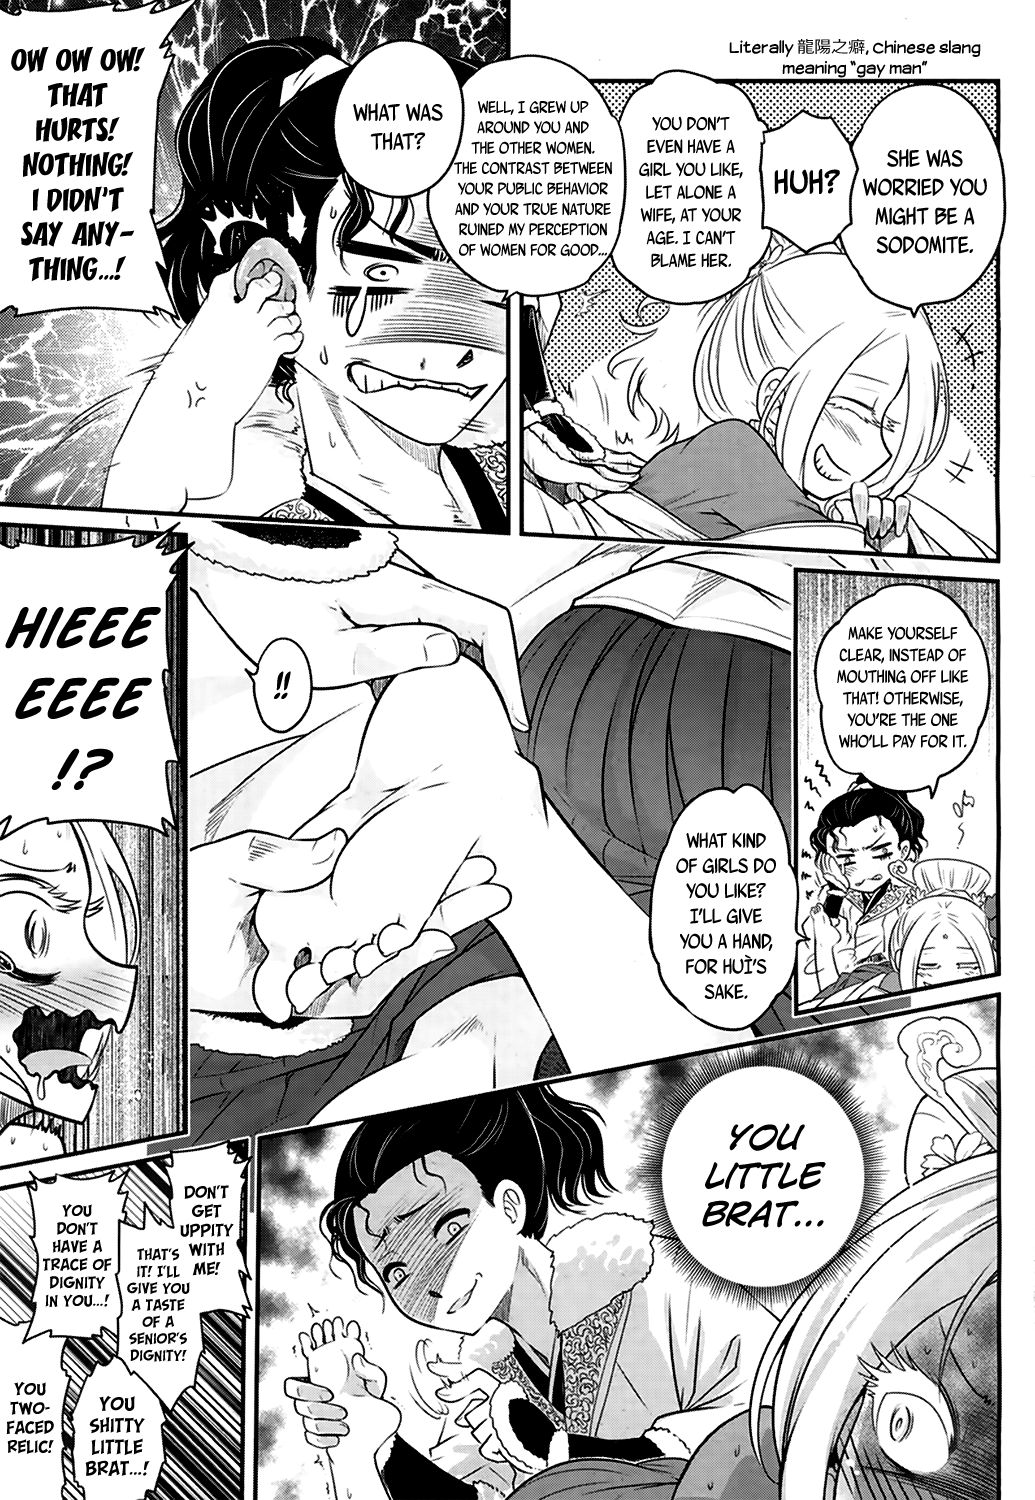 Literally 龍陽之癖, Chinese slang
meaning "gay man"
SHE WAS
WORRIED YOU
MIGHT BE A
SODOMITE.
HUH?
YOU DON'T
EVEN HAVE A
GIRL YOU LIKE,
LET ALONE A
WIFE, AT YOUR
AGE. I CAN'T
BLAME HER.
WELL, I GREW UP
AROUND YOU AND
THE OTHER WOMEN.
THE CONTRAST BETWEEN
YOUR PUBLIC BEHAVIOR
AND YOUR TRUE NATURE
RUINED MY PERCEPTION
OF WOMEN FOR GOOD...
WHAT WAS
THAT?
OW OW OW!
THAT
HURTS!
NOTHING!
I DIDN'T
SAY ANY-
THING...!
MAKE YOURSELF
CLEAR, INSTEAD OF
MOUTHING OFF LIKE
THAT! OTHERWISE,
YOU'RE THE ONE
WHO'LL PAY FOR IT.
WHAT KIND
OF GIRLS DO
YOU LIKE?
I'LL GIVE
YOU A HAND,
FOR HUÌ'S
SAKE.
!!
HIEEE
EEEE
!?
YOU
LITTLE
BRAT...
DON'T
GET
UPPITY
WITH
ME!
THAT'S
IT! I'LL
GIVE YOU
A TASTE
OF A
SENIOR'S
DIGNITY!
YOU
DON'T
HAVE A
TRACE OF
DIGNITY
IN YOU...!
YOU
SHITTY
LITTLE
BRAT...!
YOU
TWO-
FACED
RELIC!